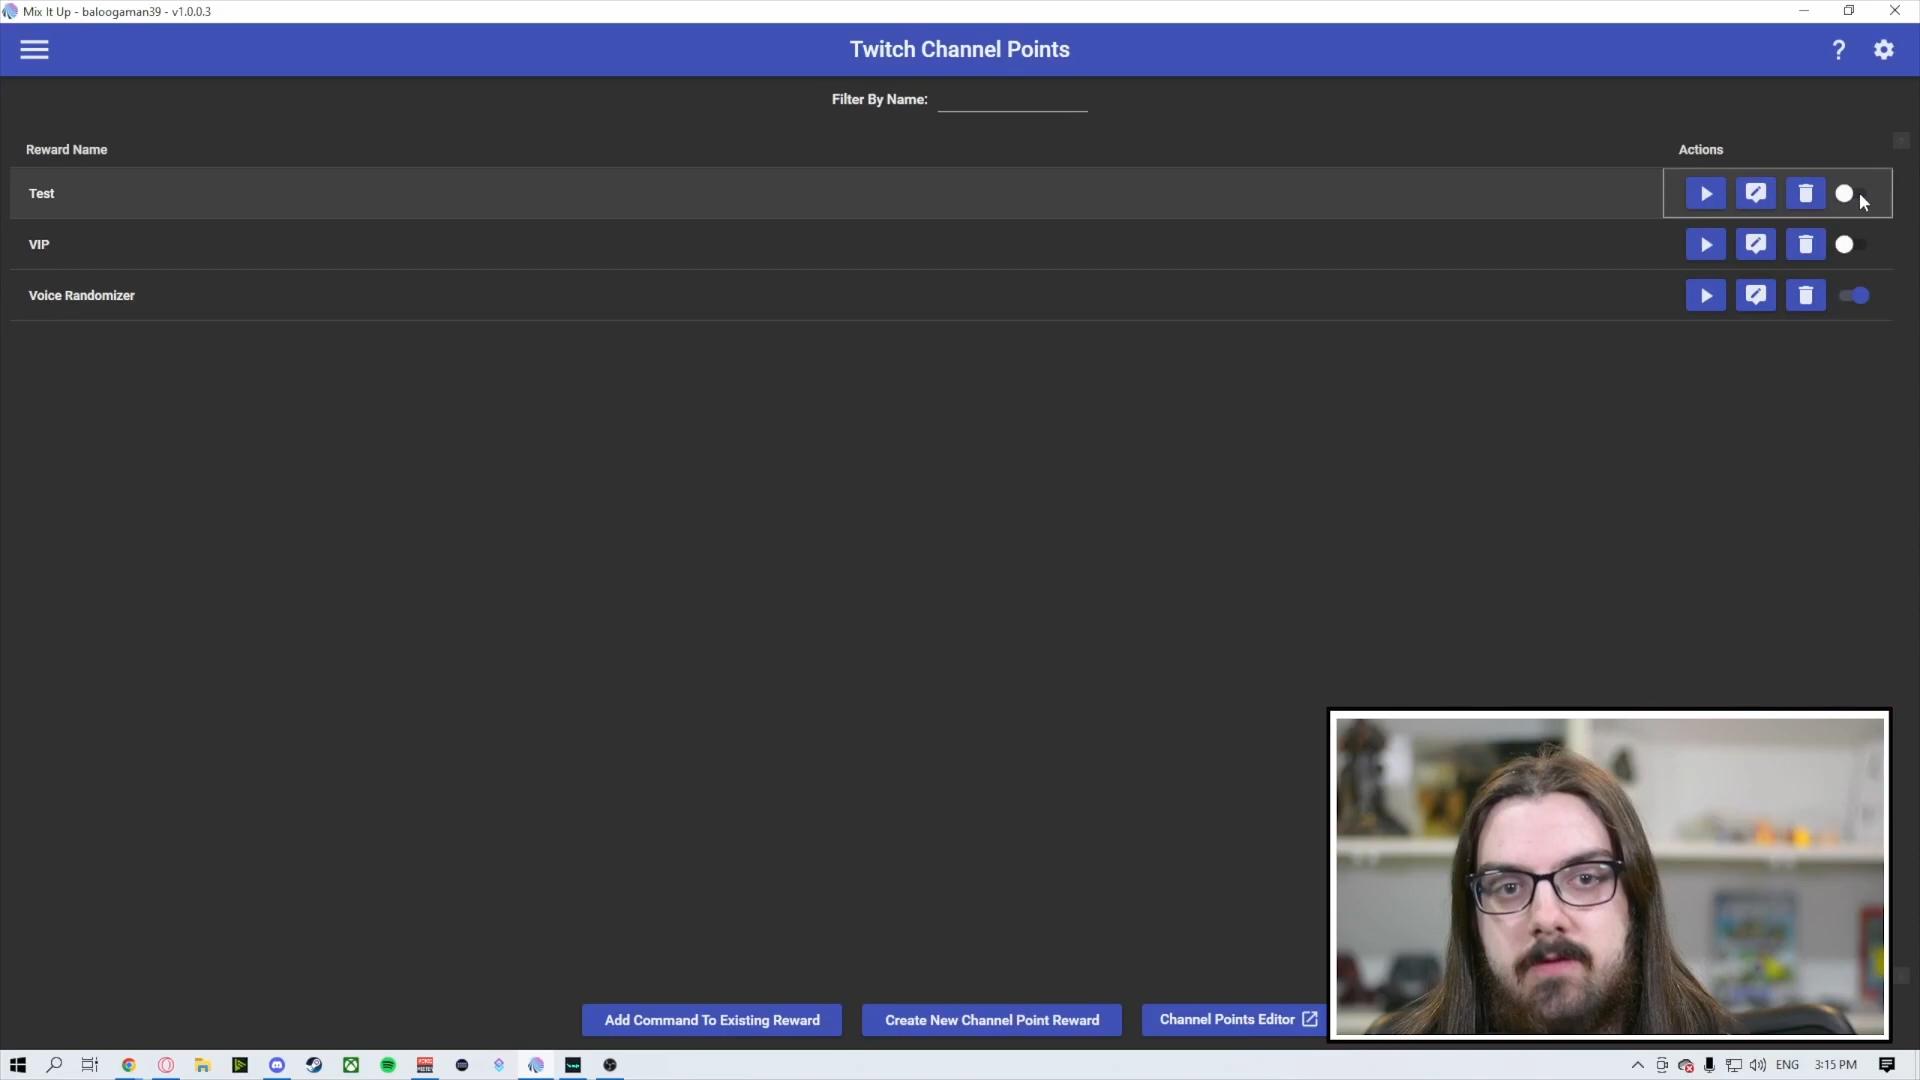 Mix It Up - baloogaman39 - v1.0.0.3
Twitch Channel Points
?
Filter By Name:
Reward Name
Actions
Test
VIP
Voice Randomizer
Add Command To Existing Reward
Create New Channel Point Reward
Channel Points Editor
ENG
3:15 PM